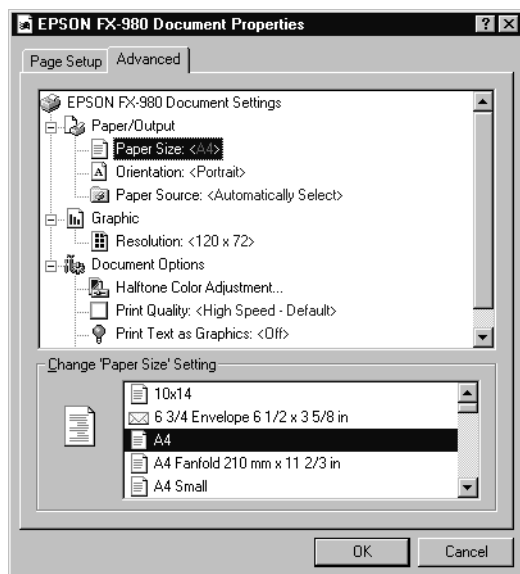 EPSON FX-980 Document Properties
Page Setup Advanced
EPSON FX-980 Document Settings
Paper/Output
Paper Size: <A4>
Orientation: <Portrait>
Paper Source: <Automatically Select>
Graphic
Resolution: <120 x 72>
Document Options
Halftone Color Adjustment...
Print Quality: <High Speed - Default>
Print Text as Graphics: <Off>
Change 'Paper Size' Setting
10x14
6 3/4 Envelope 6 1/2 x 3 5/8 in
A4
A4 Fanfold 210 mm x 11 2/3 in
A4 Small
OK Cancel